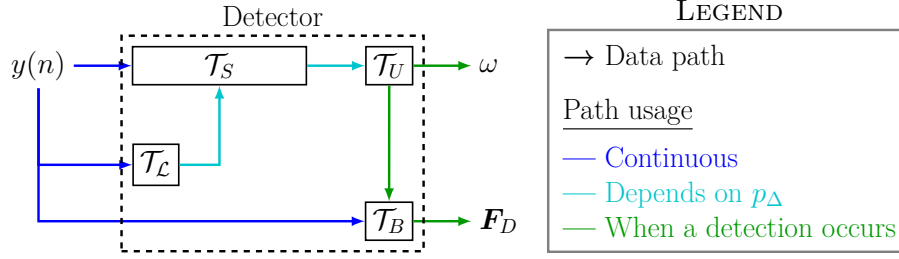 Detector
y(n)
𝒯_S
𝒯_U
ω
𝒯_ℒ
𝒯_B
𝑭_D
LEGEND
Data path
Path usage
Continuous
Depends on p_Δ
When a detection occurs